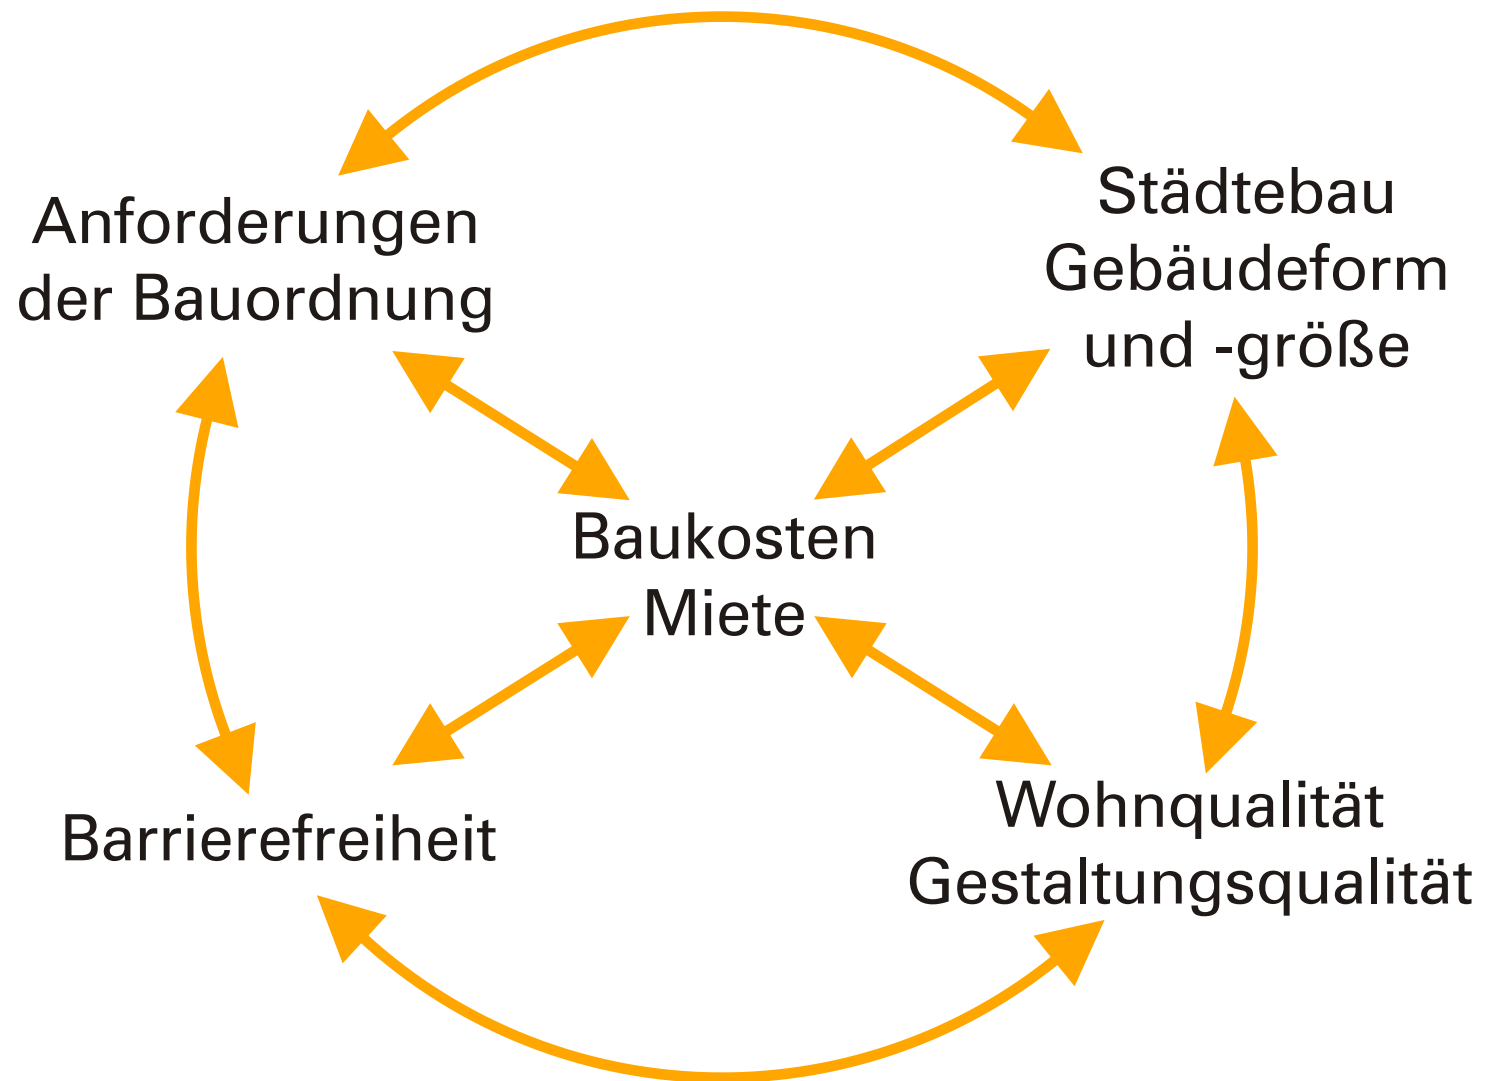 Anforderungen
der Bauordnung
Städtebau
Gebäudeform
und -größe
Baukosten
Miete
Barrierefreiheit
Wohnqualität
Gestaltungsqualität